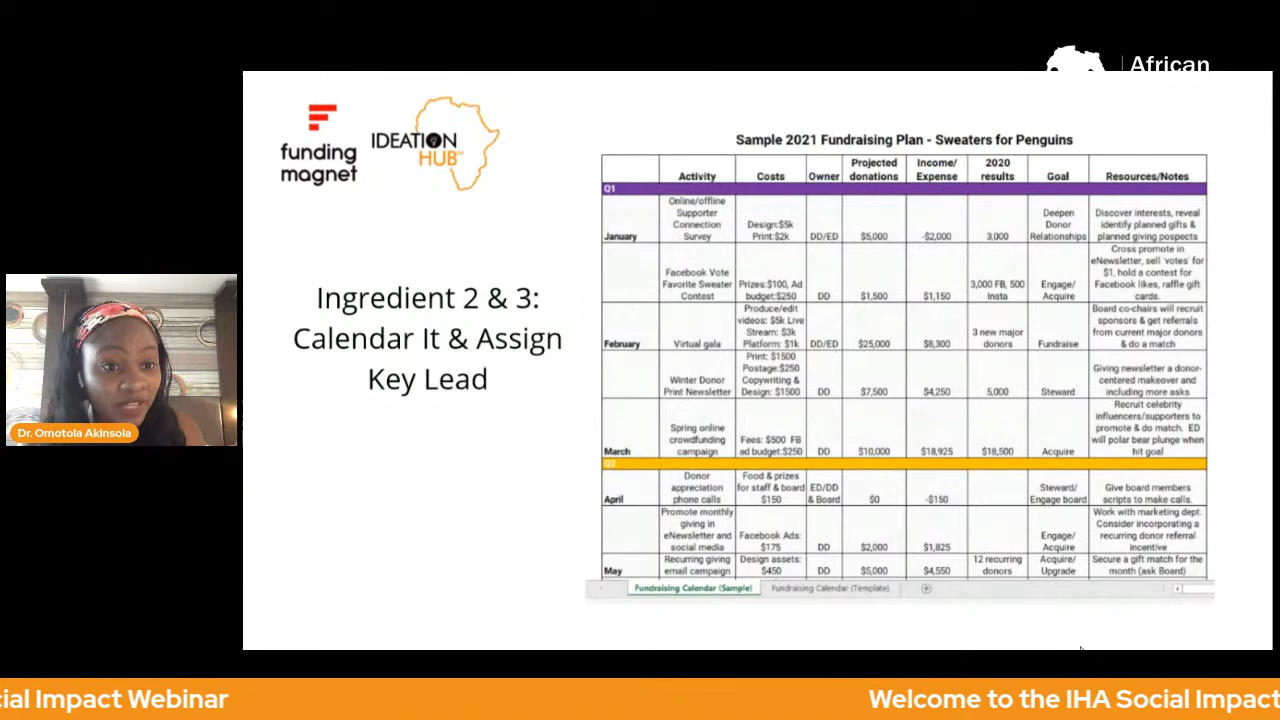 African
funding
magnet
IDEATION
HUB
Ingredient 2 & 3:
Calendar It & Assign
Key Lead
Dr. Omotola Akinsola
Sample 2021 Fundraising Plan - Sweaters for Penguins
Activity Costs Owner Projected donations Income/ Expense 2020 results Goal Resources/Notes
Q1
January Online/offline Supporter Connection Survey Design:$5k Print:$2k DD/ED $5,000 -$2,000 3,000 Deepen Donor Relationships Discover interests, reveal identify planned gifts & planned giving pospects
Facebook Vote Favorite Sweater Contest Prizes:$100, Ad budget:$250 DD $1,500 $1,150 3,000 FB, 500 Insta Engage/ Acquire Cross promote in eNewsletter, sell 'votes' for $1, hold a contest for Facebook likes, raffle gift cards.
February Virtual gala Produce/edit videos: $5k Live Stream: $3k Platform: $1k DD/ED $25,000 $8,300 3 new major donors Fundraise Board co-chairs will recruit sponsors & get referrals from current major donors & do a match
Winter Donor Print Newsletter Print: $1500 Postage:$250 Copywriting & Design: $1500 DD $7,500 $4,250 5,000 Steward Giving newsletter a donor-centered makeover and including more asks
March Spring online crowdfunding campaign Fees: $500 FB ad budget:$250 DD $10,000 $18,925 $18,500 Acquire Recruit celebrity influencers/supporters to promote & do match. ED will polar bear plunge when hit goal
Q2
April Donor appreciation phone calls Food & prizes for staff & board $150 ED/DD & Board $0 -$150 Steward/ Engage board Give board members scripts to make calls.
Promote monthly giving in eNewsletter and social media Facebook Ads: $175 DD $2,000 $1,825 Engage/ Acquire Work with marketing dept. Consider incorporating a recurring donor referral incentive
May Recurring giving email campaign Design assets: $450 DD $5,000 $4,550 12 recurring donors Acquire/ Upgrade Secure a gift match for the month (ask Board)
Fundraising Calendar (Sample) Fundraising Calendar (Template)
cial Impact Webinar Welcome to the IHA Social Impact